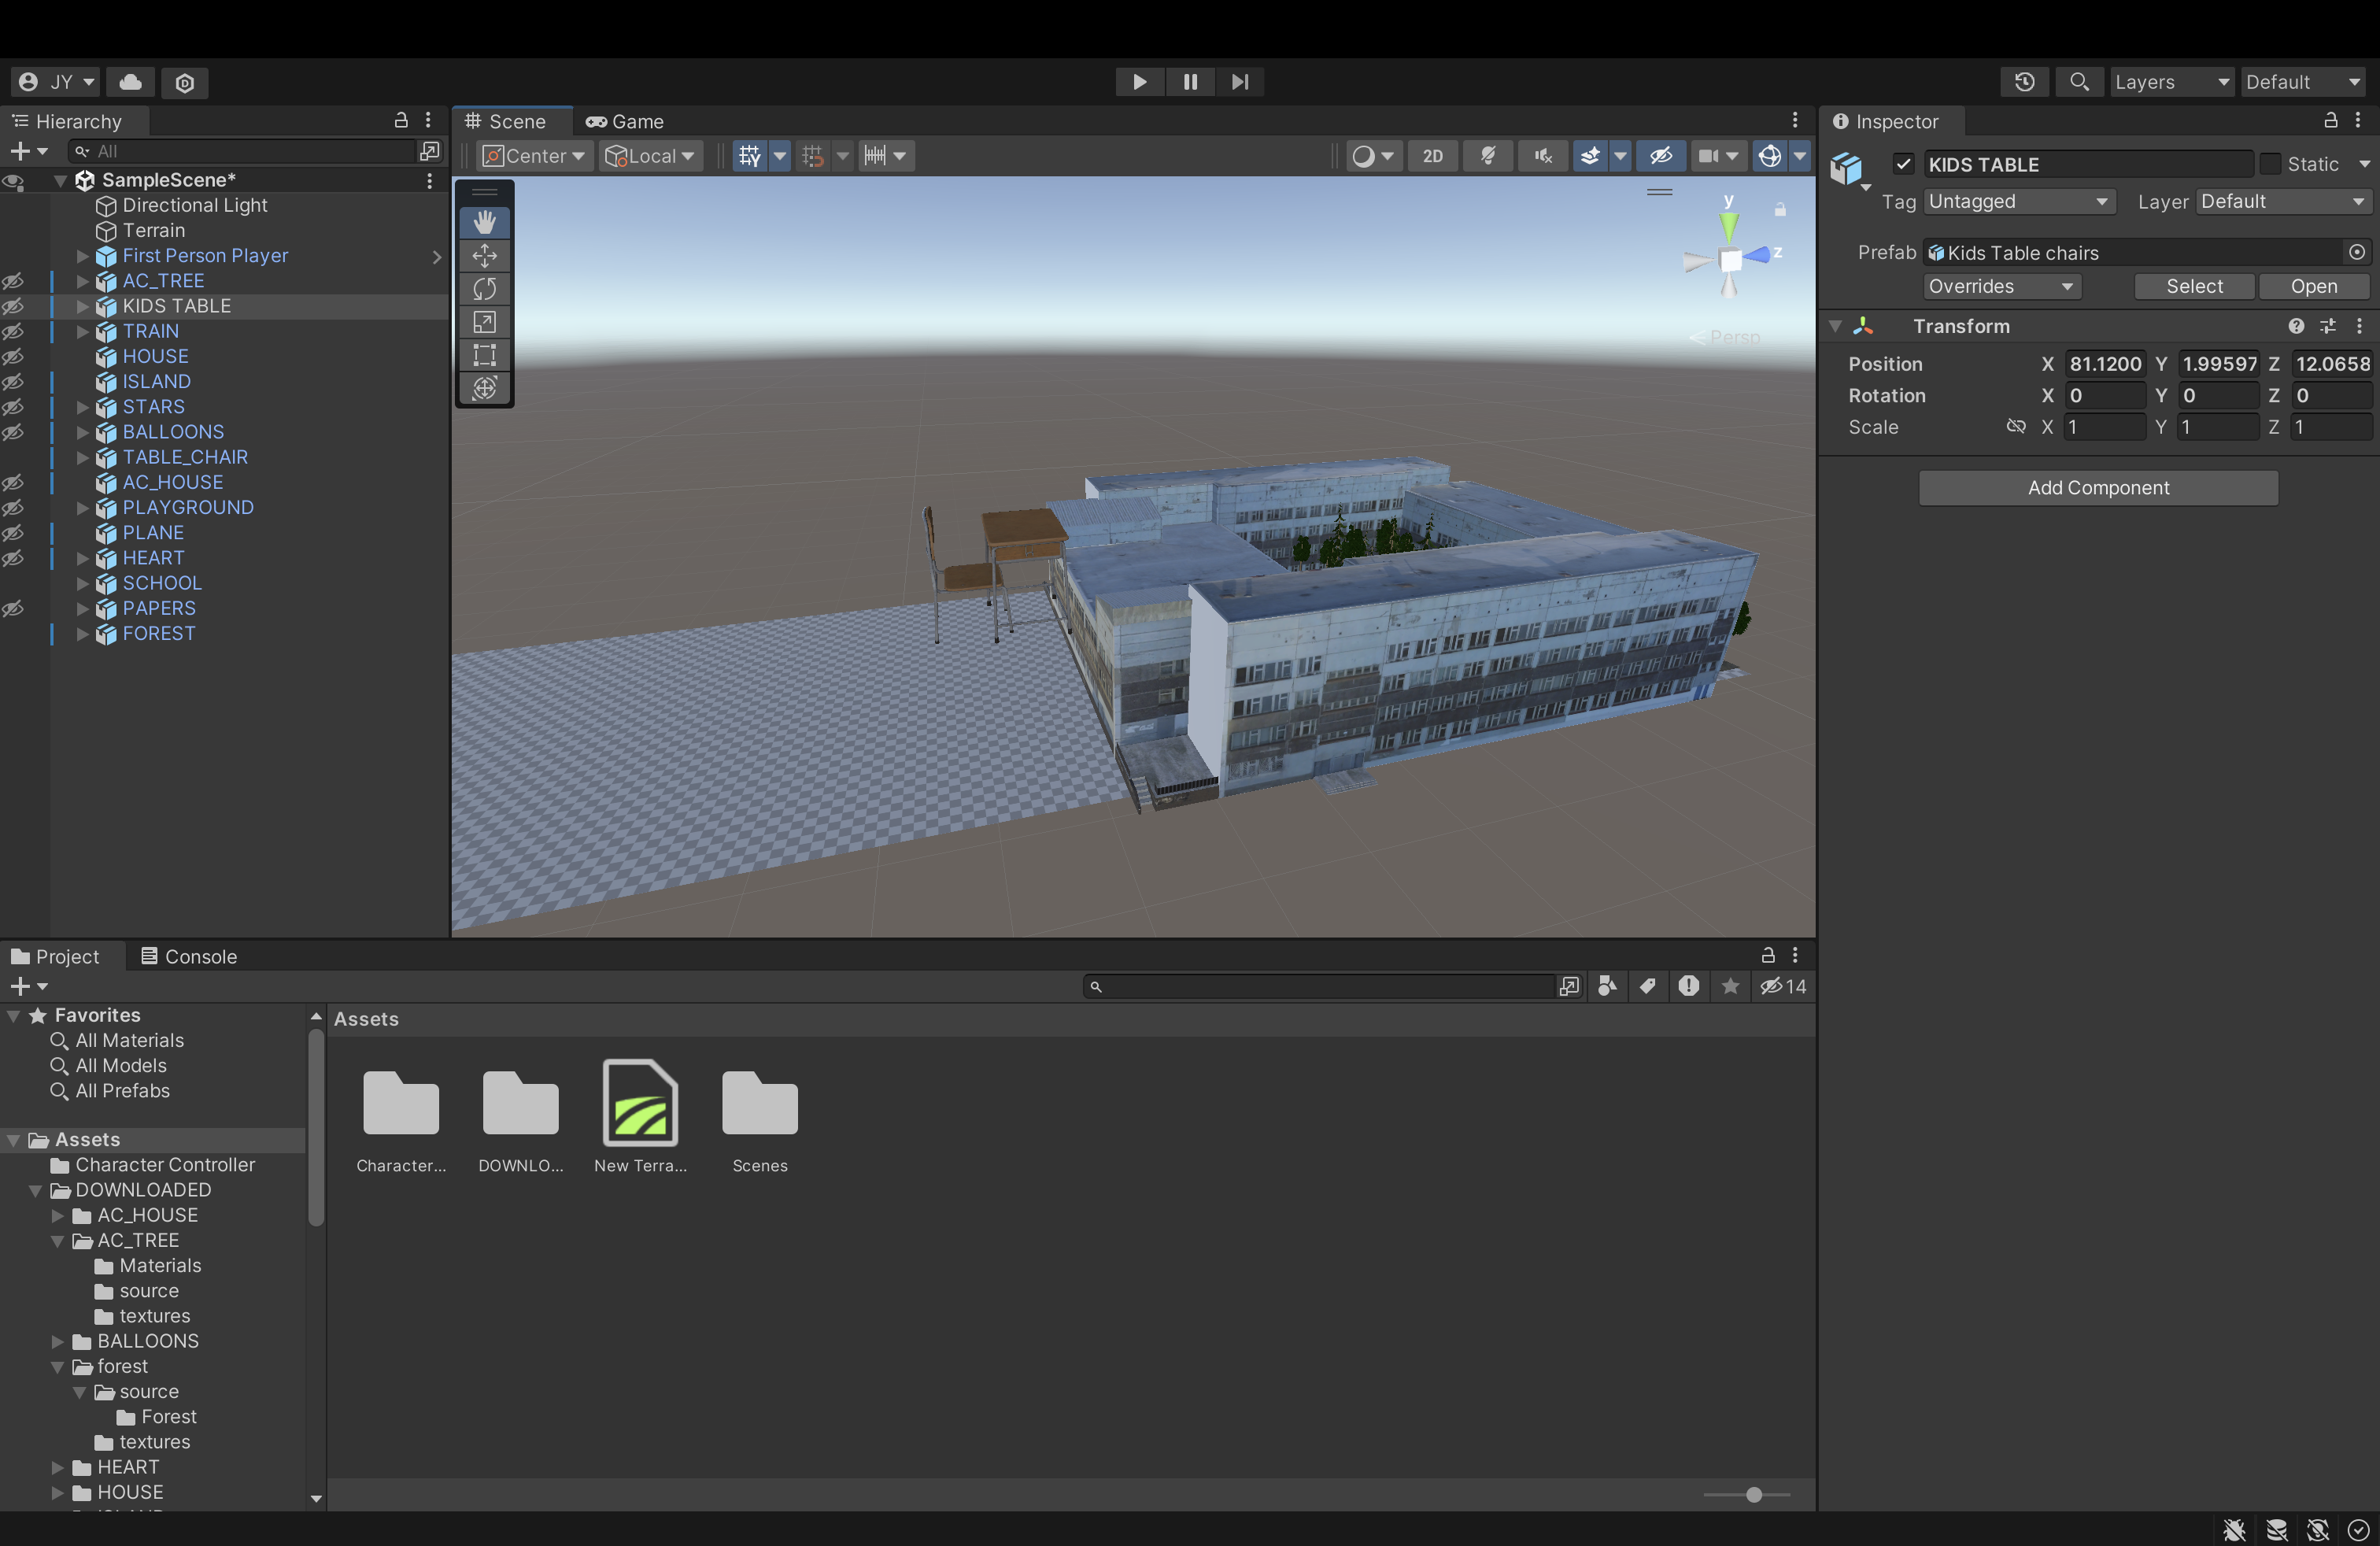 JY
Layers
Default
Hierarchy
All
SampleScene*
Directional Light
Terrain
First Person Player
AC_TREE
KIDS TABLE
TRAIN
HOUSE
ISLAND
STARS
BALLOONS
TABLE_CHAIR
AC_HOUSE
PLAYGROUND
PLANE
HEART
SCHOOL
PAPERS
FOREST
Scene
Game
Center
Local
2D
y
z
Persp
Inspector
KIDS TABLE
Static
Tag Untagged
Layer Default
Prefab Kids Table chairs
Overrides
Select
Open
Transform
Position X 81.1200 Y 1.99597 Z 12.0658
Rotation X 0 Y 0 Z 0
Scale X 1 Y 1 Z 1
Add Component
Project
Console
14
Favorites
All Materials
All Models
All Prefabs
Assets
Character Controller
DOWNLOADED
AC_HOUSE
AC_TREE
Materials
source
textures
BALLOONS
forest
source
Forest
textures
HEART
HOUSE
Assets
Character...
DOWNLO...
New Terra...
Scenes